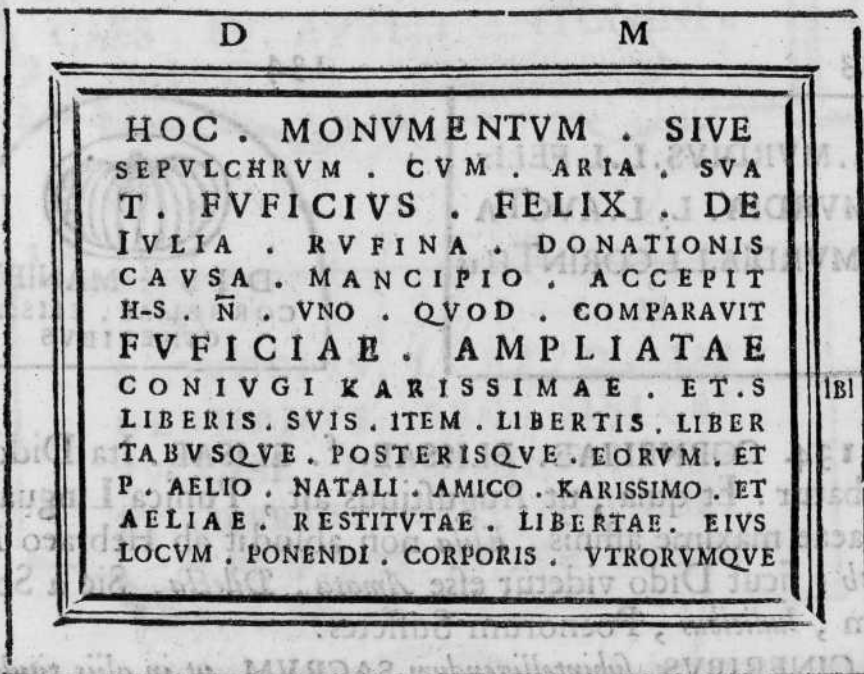 D M
HOC . MONVMENTVM . SIVE
SEPVLCHRVM . CVM . ARIA . SVA
T. FVFICIVS . FELIX . DE
IVLIA . RVFINA . DONATIONIS
CAVSA . MANCIPIO . ACCEPIT
H-S. N̄ . VNO . QVOD . COMPARAVIT
FVFICIAE . AMPLIATAE
CONIVGI KARISSIMAE . ET . S IBI
LIBERIS . SVIS . ITEM . LIBERTIS . LIBER
TABVSQVE . POSTERISQVE . EORVM . ET
P. AELIO . NATALI . AMICO . KARISSIMO . ET
AELIAE . RESTITVTAE . LIBERTAE . EIVS
LOCVM . PONENDI . CORPORIS . VTRORVMQVE